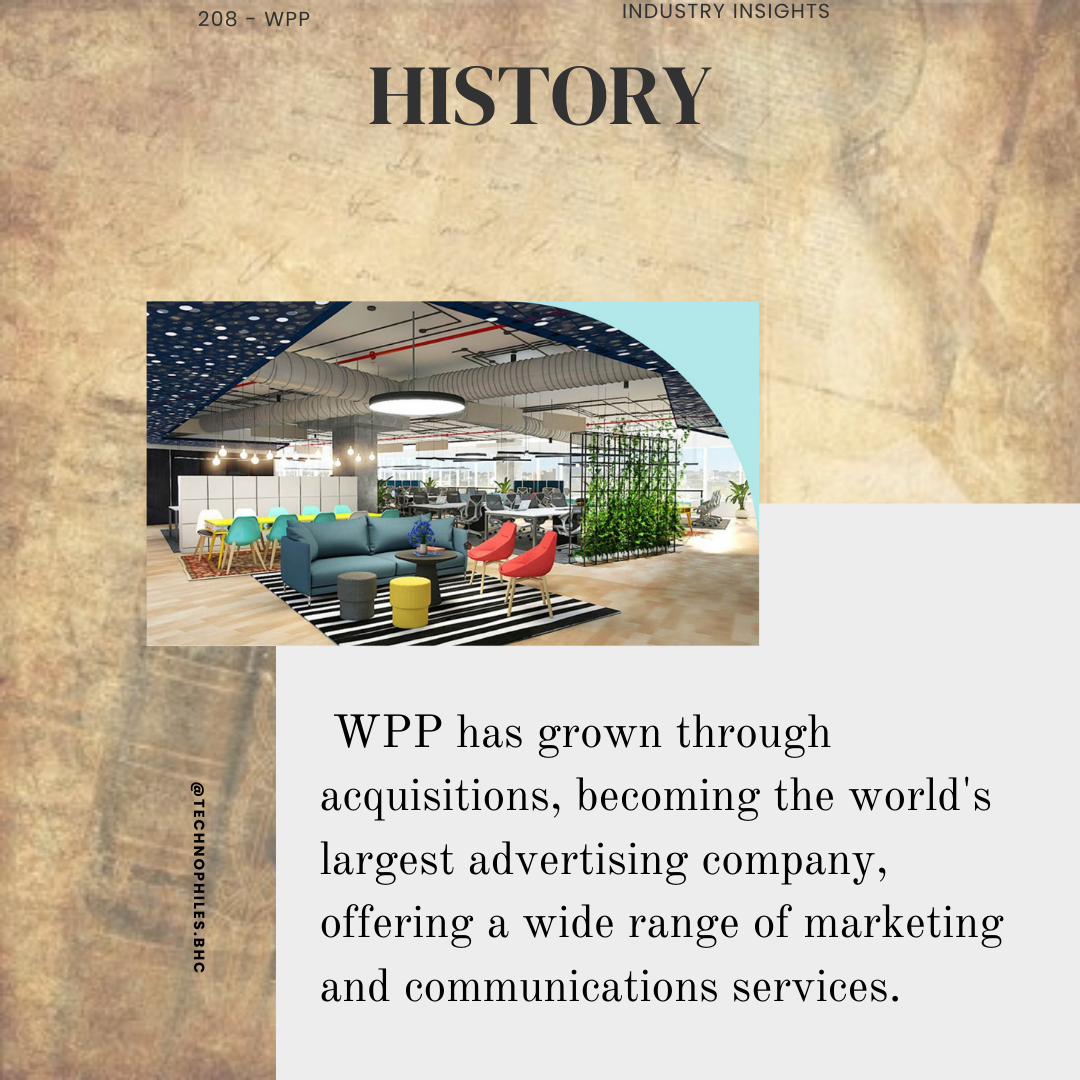 208 - WPP
INDUSTRY INSIGHTS
HISTORY
WPP has grown through
acquisitions, becoming the world's
largest advertising company,
offering a wide range of marketing
and communications services.
@TECHNOPHILES.BHC